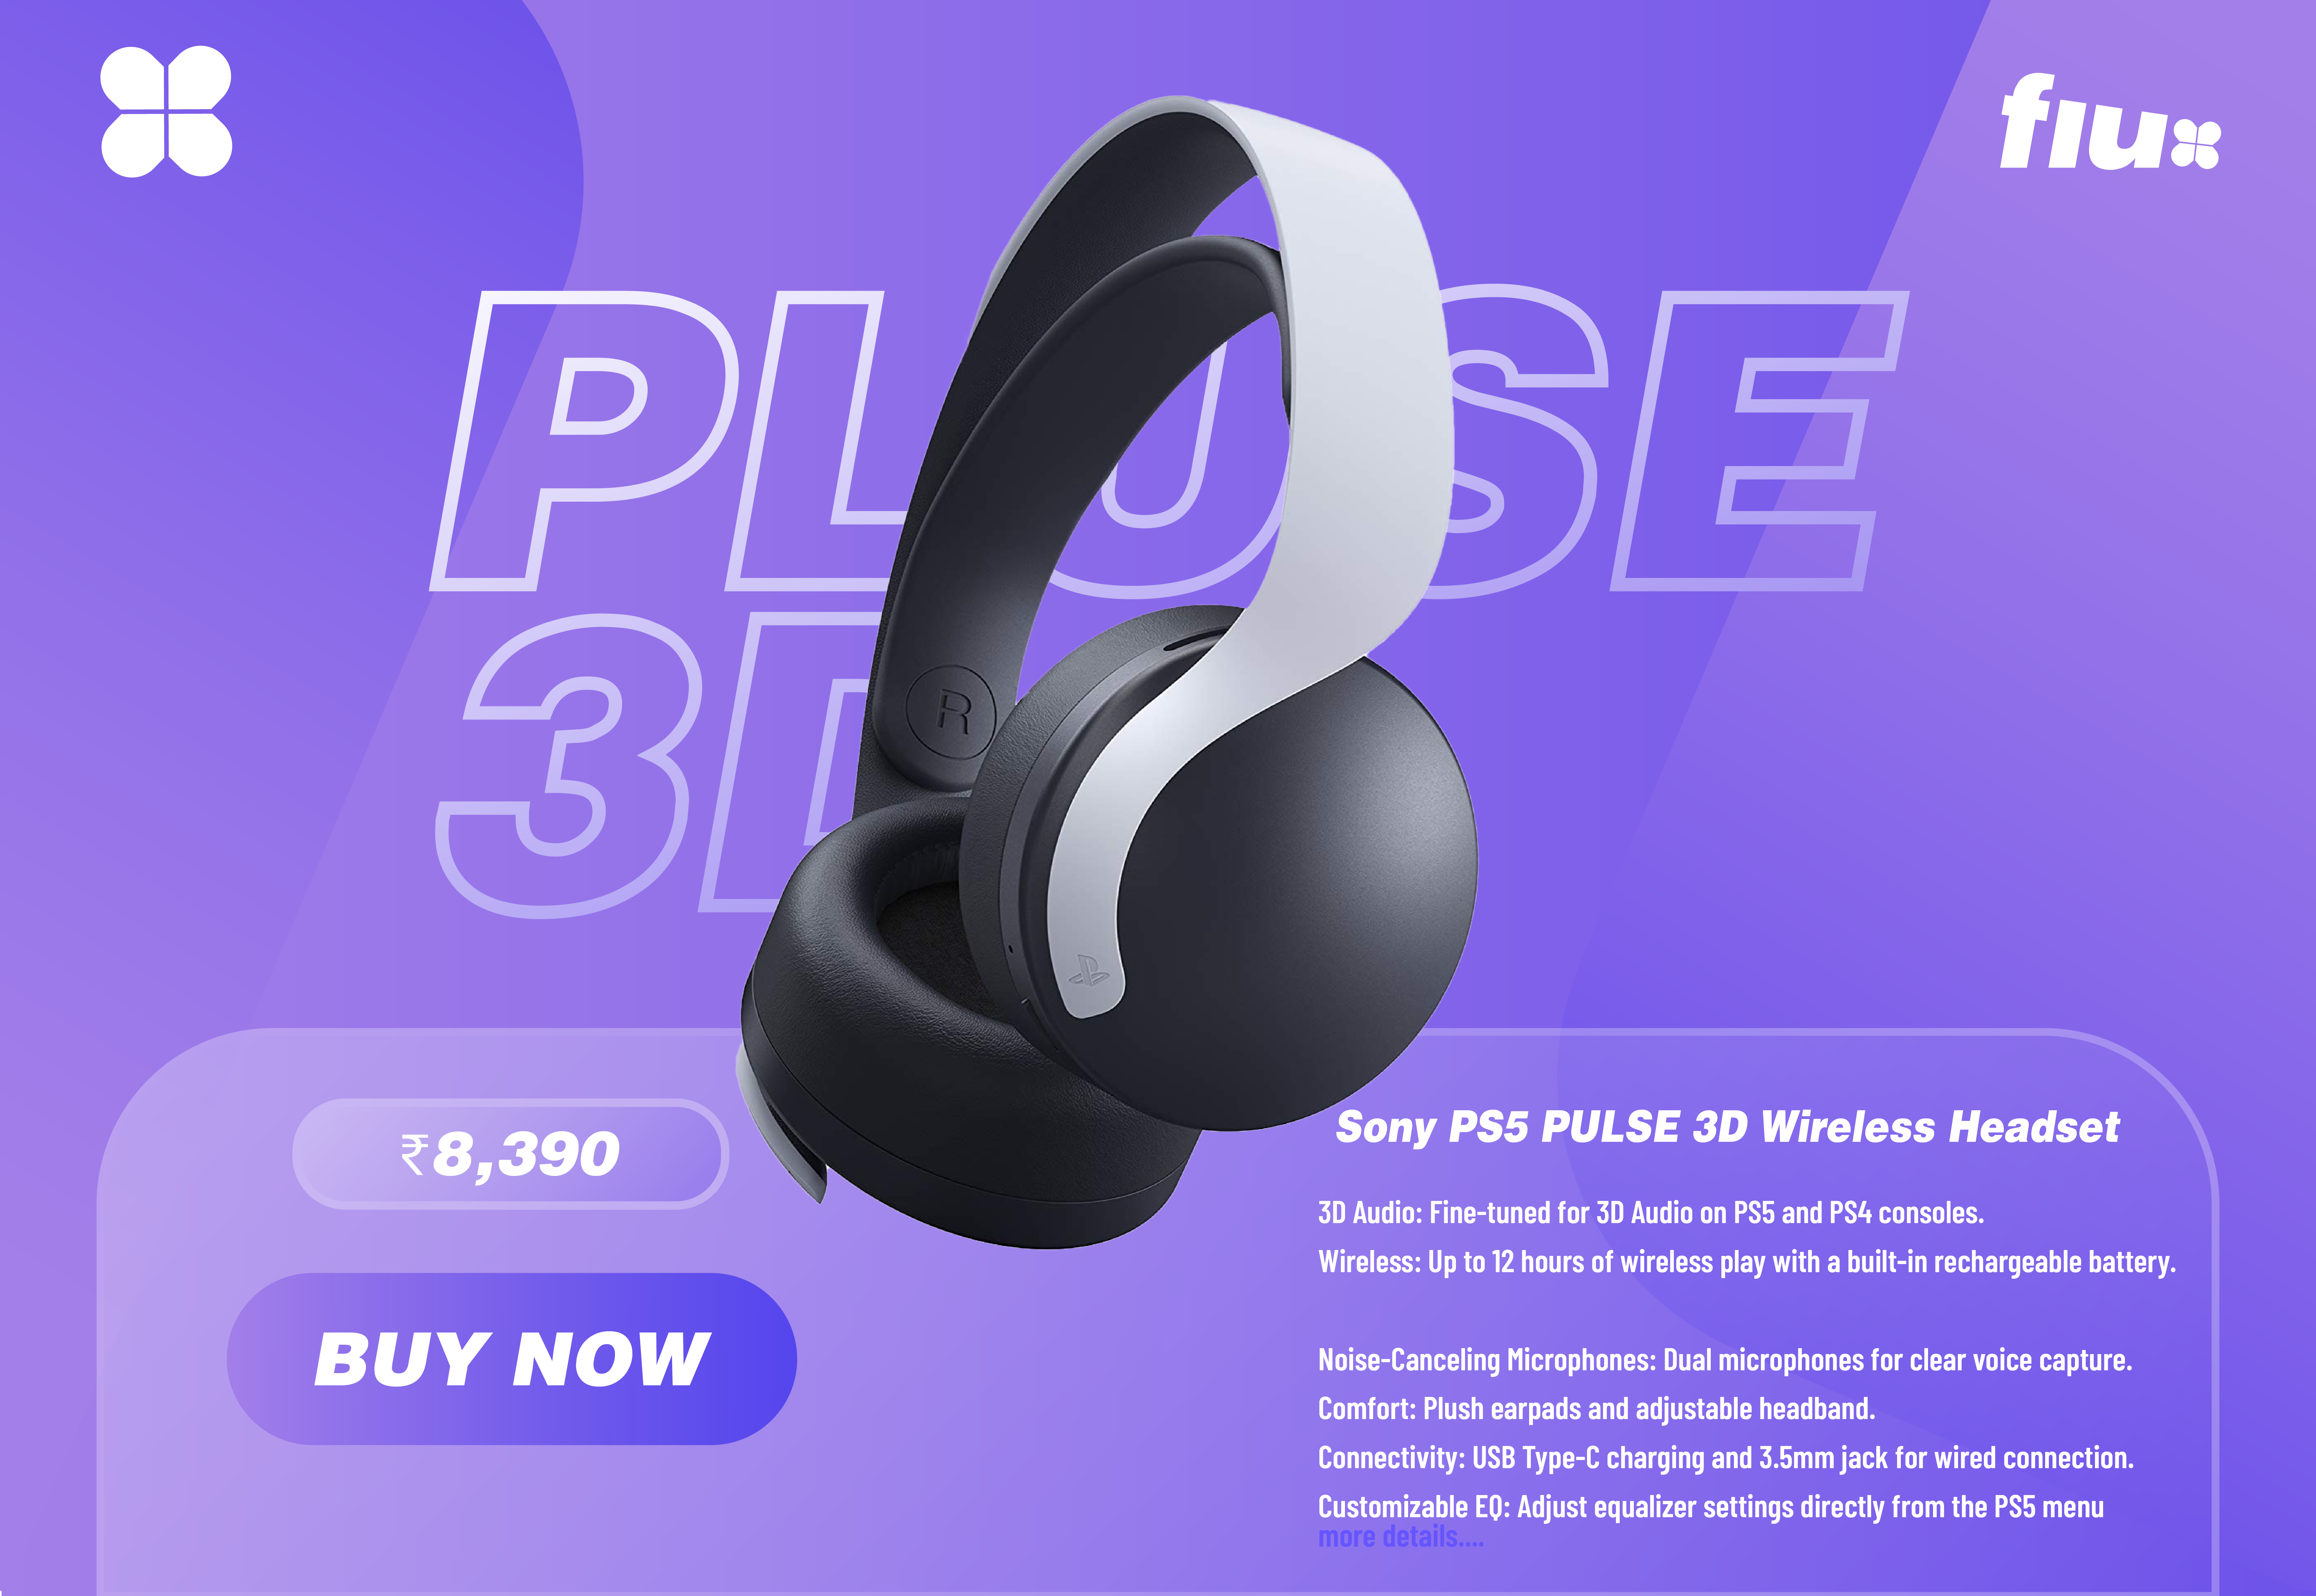 flux
PLUSE
3D
R
₹8,390
BUY NOW
Sony PS5 PULSE 3D Wireless Headset
3D Audio: Fine-tuned for 3D Audio on PS5 and PS4 consoles.
Wireless: Up to 12 hours of wireless play with a built-in rechargeable battery.
Noise-Canceling Microphones: Dual microphones for clear voice capture.
Comfort: Plush earpads and adjustable headband.
Connectivity: USB Type-C charging and 3.5mm jack for wired connection.
Customizable EQ: Adjust equalizer settings directly from the PS5 menu
more details....